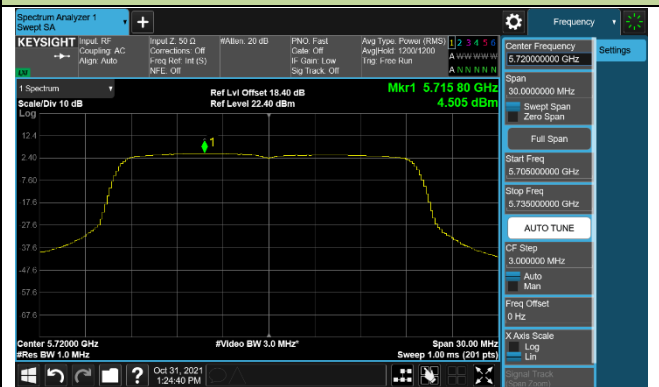 Spectrum Analyzer 1
Swept SA
+
Frequency
KEYSIGHT
Input: RF
Coupling: AC
Align: Auto
Input Z: 50 Ω
Corrections: Off
Freq Ref: Int (S)
NFE: Off
#Atten: 20 dB
PNO: Fast
Gate: Off
IF Gain: Low
Sig Track: Off
Avg Type: Power (RMS)
Avg|Hold: 1200/1200
Trig: Free Run
1 2 3 4 5 6
A W W W W W
A N N N N N
LW
1 Spectrum
Scale/Div 10 dB
Log
Ref Lvl Offset 18.40 dB
Ref Level 22.40 dBm
Mkr1 5.715 80 GHz
4.505 dBm
12.4
2.40
-7.60
-17.6
-27.6
-37.6
-47.6
-57.6
-67.6
1
Center 5.72000 GHz
#Res BW 1.0 MHz
#Video BW 3.0 MHz*
Span 30.00 MHz
Sweep 1.00 ms (201 pts)
?
Oct 31, 2021
1:24:40 PM
Center Frequency
5.720000000 GHz
Span
30.0000000 MHz
Swept Span
Zero Span
Full Span
Start Freq
5.705000000 GHz
Stop Freq
5.735000000 GHz
AUTO TUNE
CF Step
3.000000 MHz
Auto
Man
Freq Offset
0 Hz
X Axis Scale
Log
Lin
Signal Track
(Span Zoom)
Settings